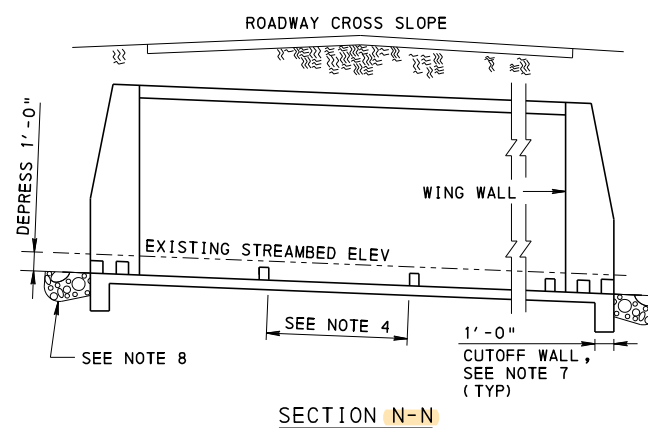 ROADWAY CROSS SLOPE
DEPRESS 1'-0"
WING WALL
EXISTING STREAMBED ELEV
SEE NOTE 4
SEE NOTE 8
1'-0"
CUTOFF WALL,
SEE NOTE 7
(TYP)
SECTION N-N